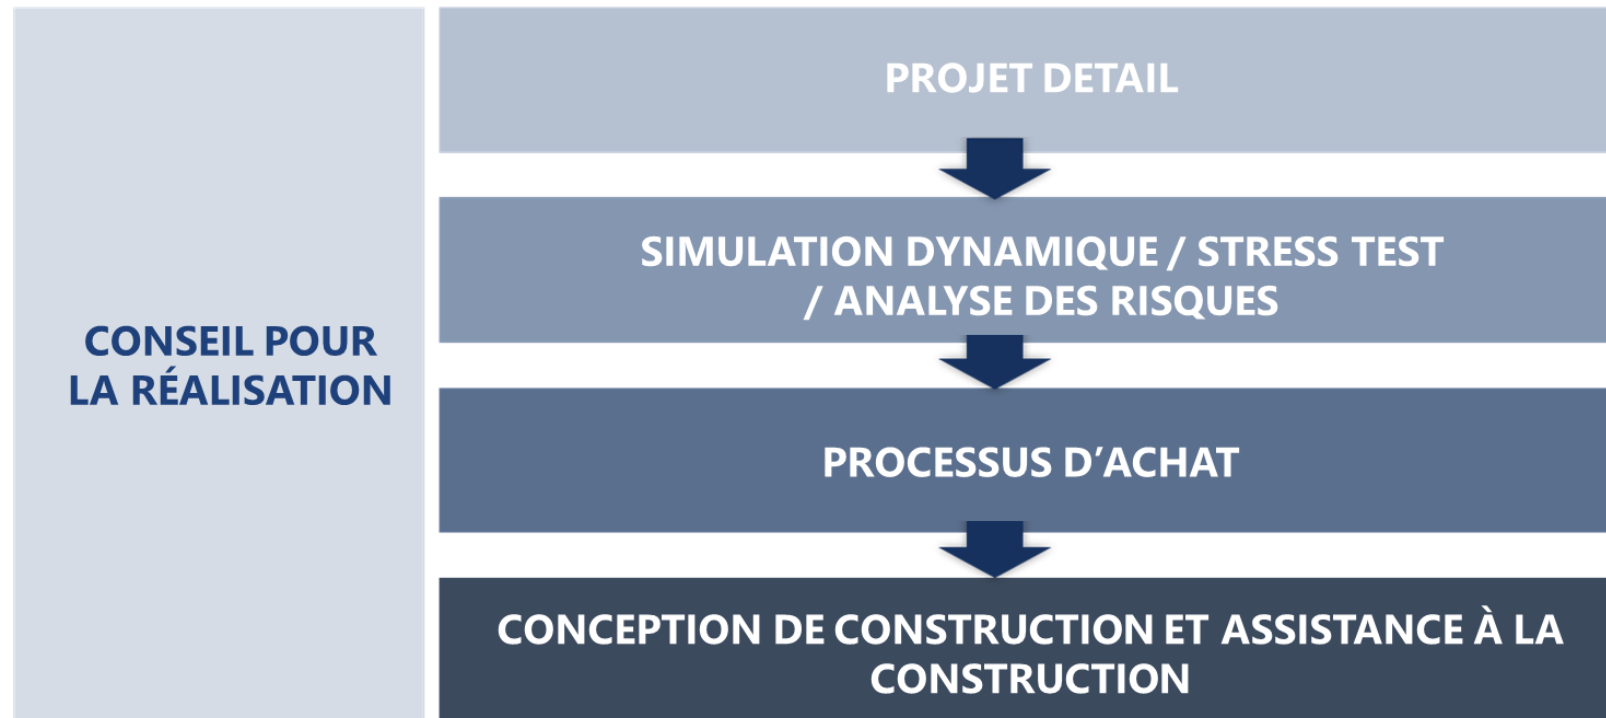 CONSEIL POUR
LA RÉALISATION
PROJET DETAIL
SIMULATION DYNAMIQUE / STRESS TEST
/ ANALYSE DES RISQUES
PROCESSUS D’ACHAT
CONCEPTION DE CONSTRUCTION ET ASSISTANCE À LA
CONSTRUCTION